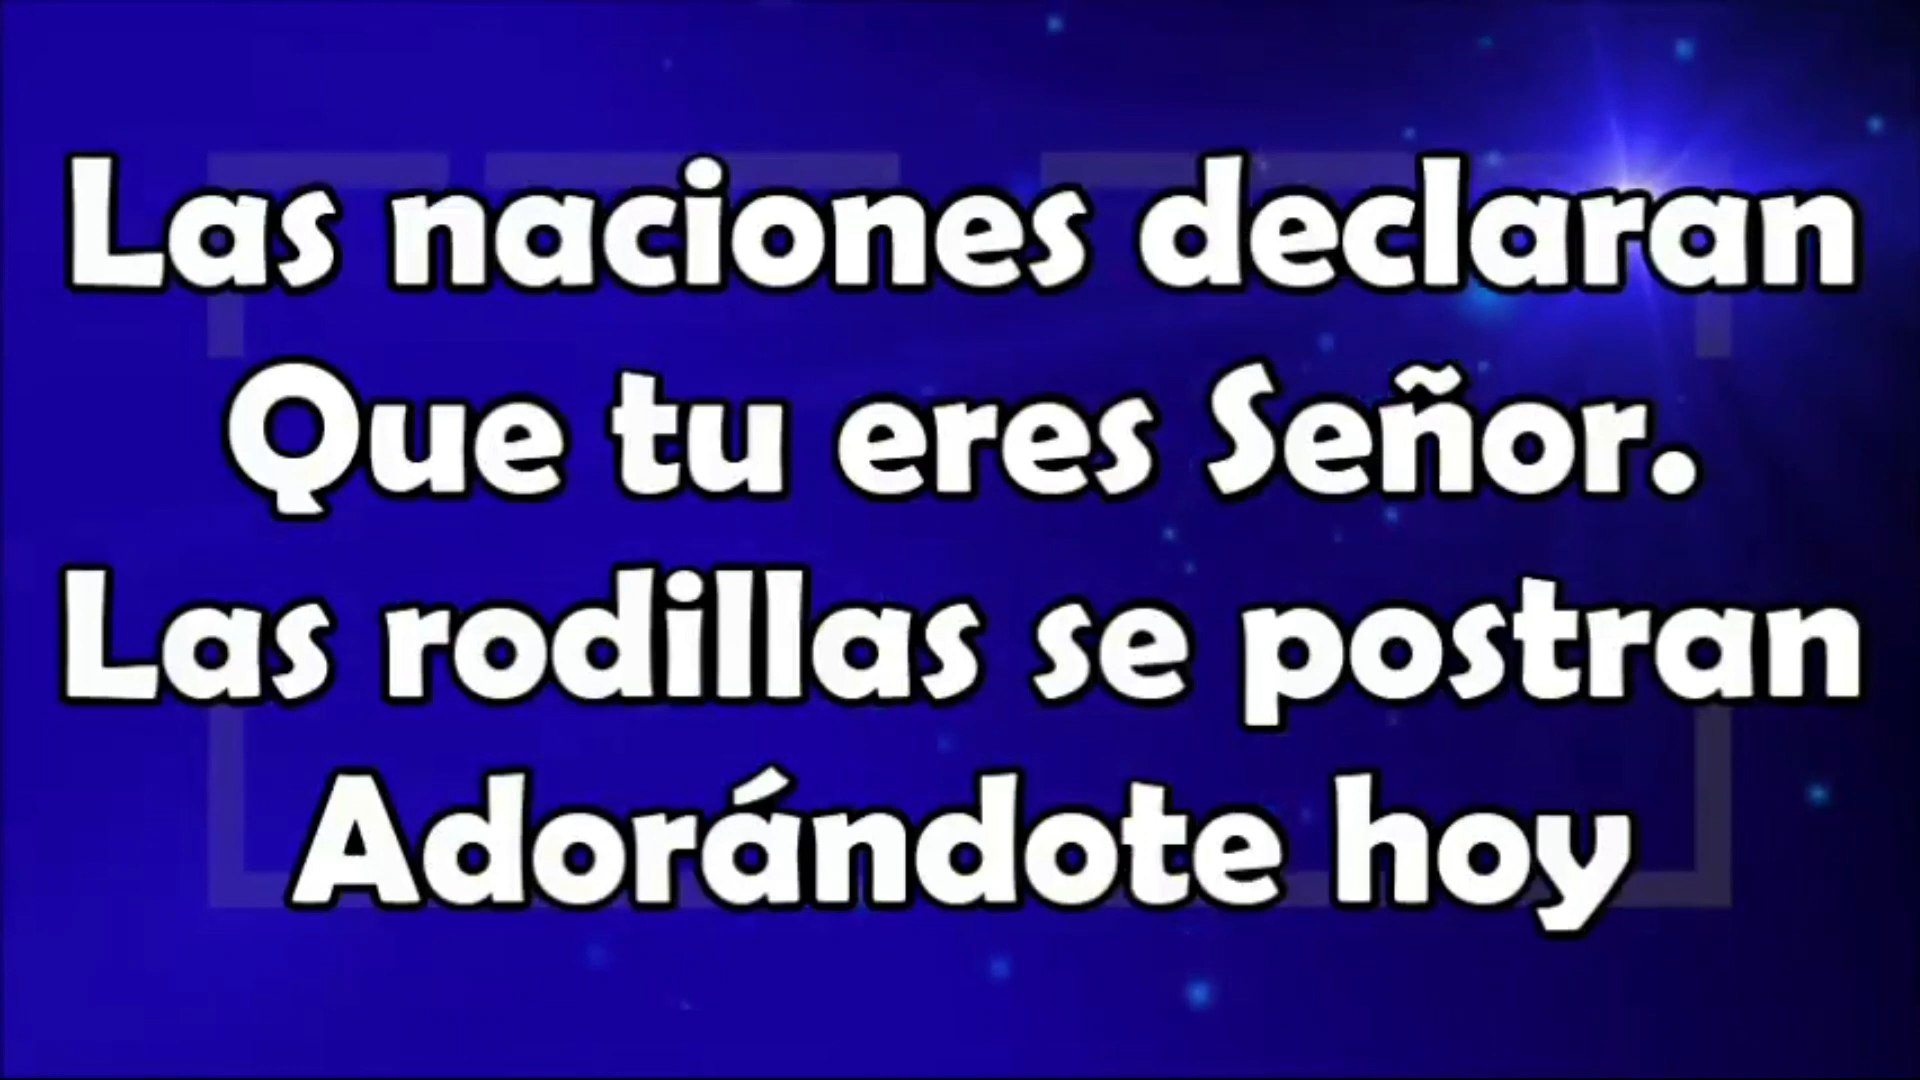 Las naciones declaran
Que tu eres Señor.
Las rodillas se postran
Adorándote hoy